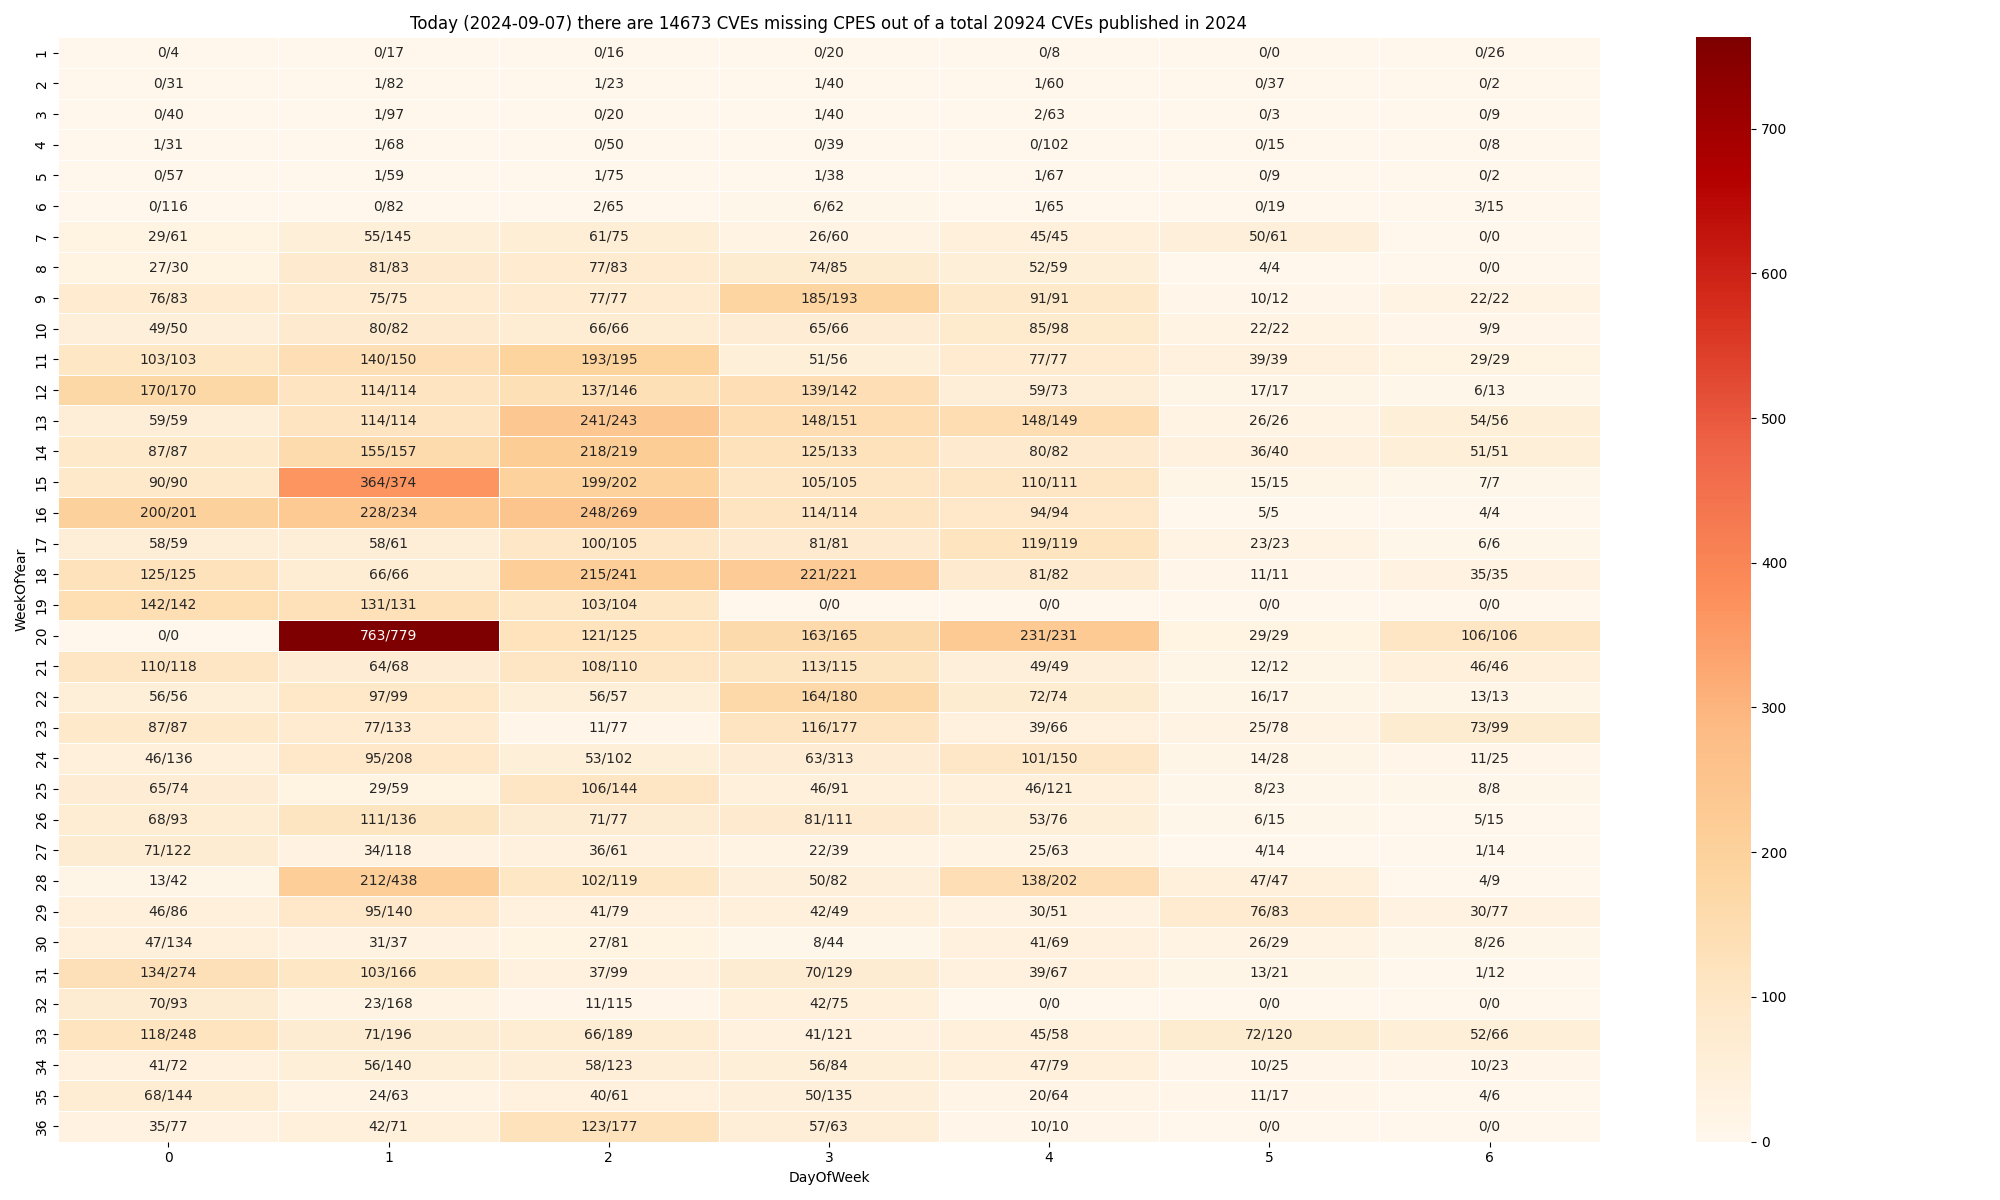 Today (2024-09-07) there are 14673 CVEs missing CPES out of a total 20924 CVEs published in 2024
1 0/4 0/17 0/16 0/20 0/8 0/0 0/26
2 0/31 1/82 1/23 1/40 1/60 0/37 0/2
3 0/40 1/97 0/20 1/40 2/63 0/3 0/9
4 1/31 1/68 0/50 0/39 0/102 0/15 0/8
5 0/57 1/59 1/75 1/38 1/67 0/9 0/2
6 0/116 0/82 2/65 6/62 1/65 0/19 3/15
7 29/61 55/145 61/75 26/60 45/45 50/61 0/0
8 27/30 81/83 77/83 74/85 52/59 4/4 0/0
9 76/83 75/75 77/77 185/193 91/91 10/12 22/22
10 49/50 80/82 66/66 65/66 85/98 22/22 9/9
11 103/103 140/150 193/195 51/56 77/77 39/39 29/29
12 170/170 114/114 137/146 139/142 59/73 17/17 6/13
13 59/59 114/114 241/243 148/151 148/149 26/26 54/56
14 87/87 155/157 218/219 125/133 80/82 36/40 51/51
15 90/90 364/374 199/202 105/105 110/111 15/15 7/7
16 200/201 228/234 248/269 114/114 94/94 5/5 4/4
17 58/59 58/61 100/105 81/81 119/119 23/23 6/6
18 125/125 66/66 215/241 221/221 81/82 11/11 35/35
19 142/142 131/131 103/104 0/0 0/0 0/0 0/0
20 0/0 763/779 121/125 163/165 231/231 29/29 106/106
21 110/118 64/68 108/110 113/115 49/49 12/12 46/46
22 56/56 97/99 56/57 164/180 72/74 16/17 13/13
23 87/87 77/133 11/77 116/177 39/66 25/78 73/99
24 46/136 95/208 53/102 63/313 101/150 14/28 11/25
25 65/74 29/59 106/144 46/91 46/121 8/23 8/8
26 68/93 111/136 71/77 81/111 53/76 6/15 5/15
27 71/122 34/118 36/61 22/39 25/63 4/14 1/14
28 13/42 212/438 102/119 50/82 138/202 47/47 4/9
29 46/86 95/140 41/79 42/49 30/51 76/83 30/77
30 47/134 31/37 27/81 8/44 41/69 26/29 8/26
31 134/274 103/166 37/99 70/129 39/67 13/21 1/12
32 70/93 23/168 11/115 42/75 0/0 0/0 0/0
33 118/248 71/196 66/189 41/121 45/58 72/120 52/66
34 41/72 56/140 58/123 56/84 47/79 10/25 10/23
35 68/144 24/63 40/61 50/135 20/64 11/17 4/6
36 35/77 42/71 123/177 57/63 10/10 0/0 0/0
0 1 2 3 4 5 6
DayOfWeek
WeekOfYear
700
600
500
400
300
200
100
0